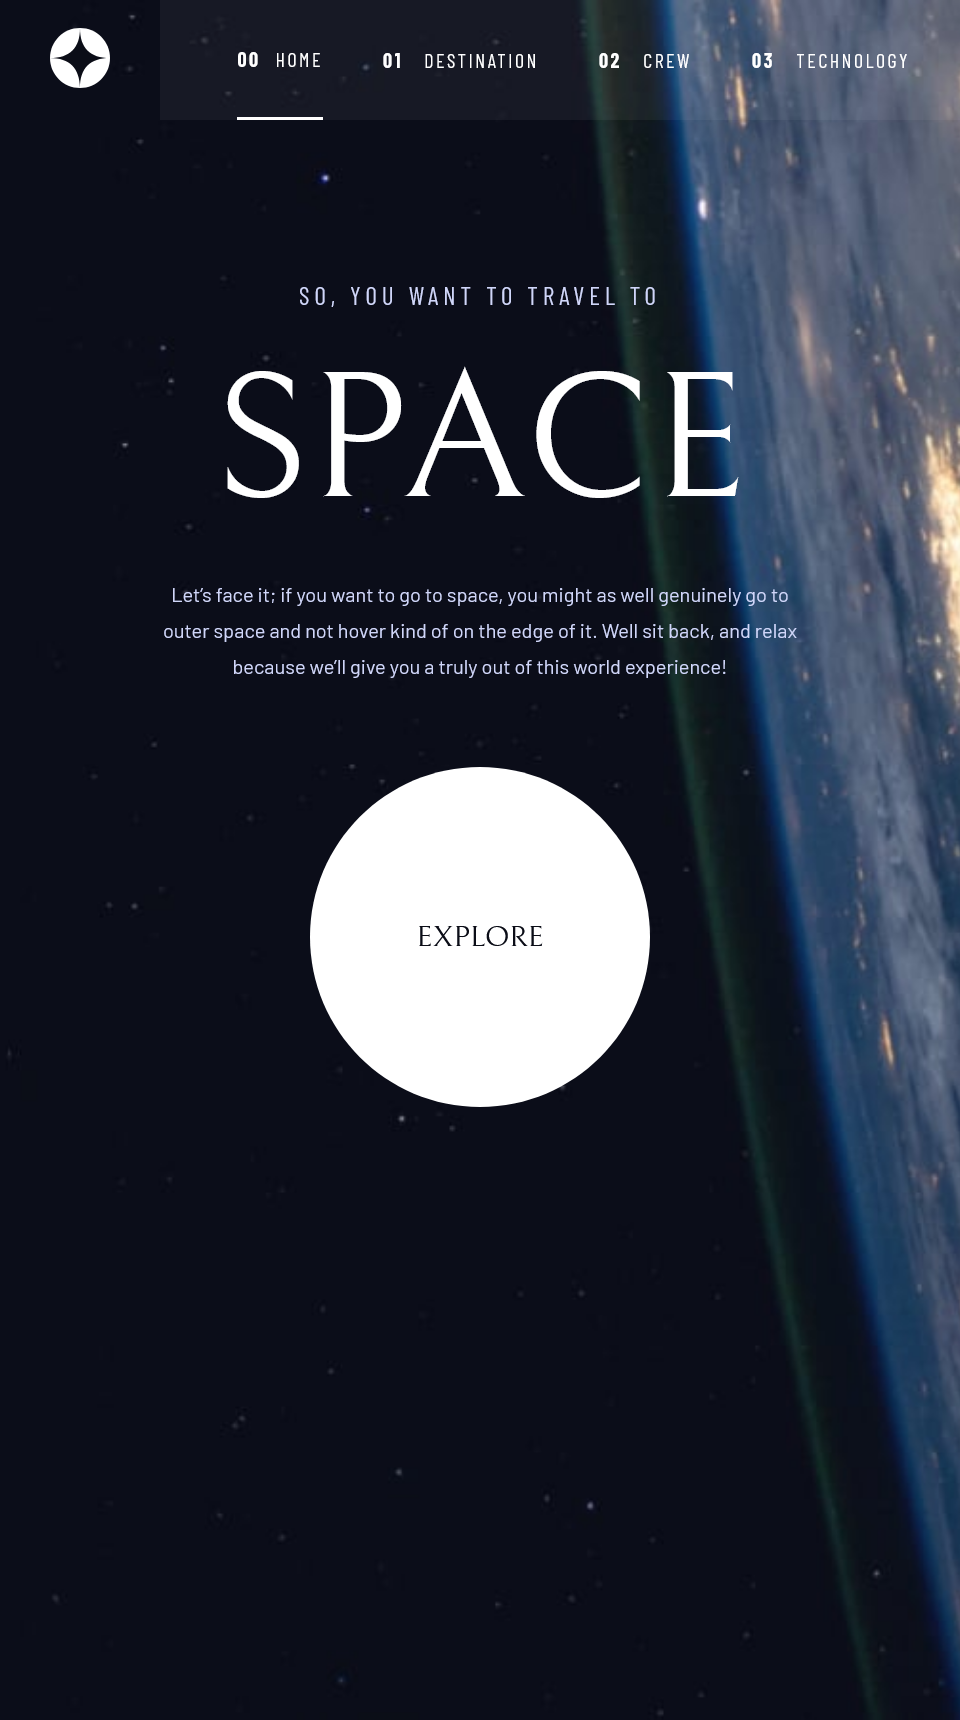 00 HOME 01 DESTINATION 02 CREW 03 TECHNOLOGY
SO, YOU WANT TO TRAVEL TO
SPACE
Let’s face it; if you want to go to space, you might as well genuinely go to
outer space and not hover kind of on the edge of it. Well sit back, and relax
because we’ll give you a truly out of this world experience!
EXPLORE